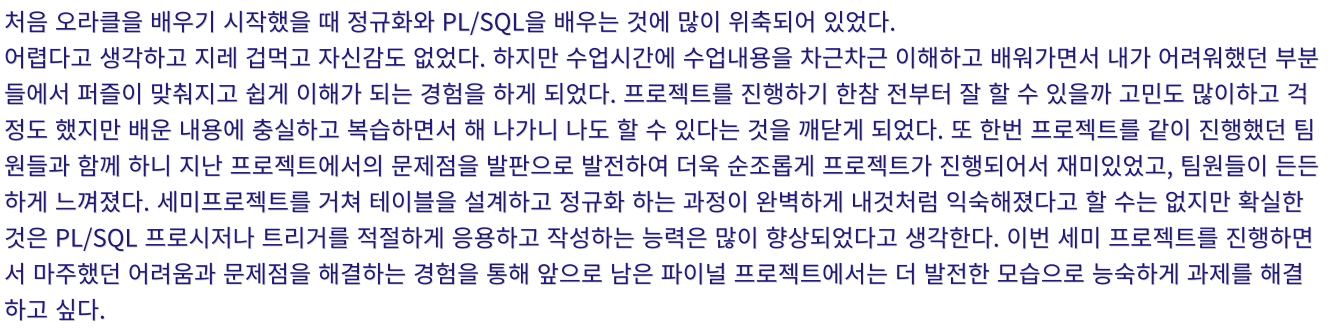 처음 오라클을 배우기 시작했을 때 정규화와 PL/SQL을 배우는 것에 많이 위축되어 있었다.
어렵다고 생각하고 지레 겁먹고 자신감도 없었다. 하지만 수업시간에 수업내용을 차근차근 이해하고 배워가면서 내가 어려워했던 부분
들에서 퍼즐이 맞춰지고 쉽게 이해가 되는 경험을 하게 되었다. 프로젝트를 진행하기 한참 전부터 잘 할 수 있을까 고민도 많이하고 걱
정도 했지만 배운 내용에 충실하고 복습하면서 해 나가니 나도 할 수 있다는 것을 깨닫게 되었다. 또 한번 프로젝트를 같이 진행했던 팀
원들과 함께 하니 지난 프로젝트에서의 문제점을 발판으로 발전하여 더욱 순조롭게 프로젝트가 진행되어서 재미있었고, 팀원들이 든든
하게 느껴졌다. 세미프로젝트를 거쳐 테이블을 설계하고 정규화 하는 과정이 완벽하게 내것처럼 익숙해졌다고 할 수는 없지만 확실한
것은 PL/SQL 프로시저나 트리거를 적절하게 응용하고 작성하는 능력은 많이 향상되었다고 생각한다. 이번 세미 프로젝트를 진행하면
서 마주했던 어려움과 문제점을 해결하는 경험을 통해 앞으로 남은 파이널 프로젝트에서는 더 발전한 모습으로 능숙하게 과제를 해결
하고 싶다.